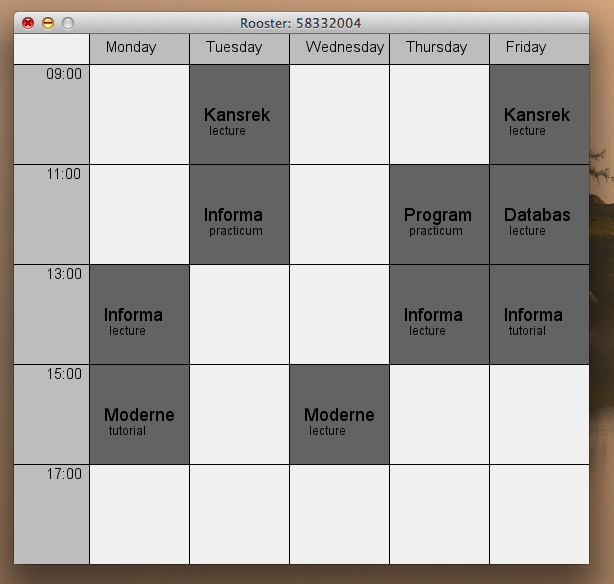 Rooster: 58332004
Monday Tuesday Wednesday Thursday Friday
09:00
Kansrek Kansrek
lecture lecture
11:00
Informa Program Databas
practicum practicum lecture
13:00
Informa Informa Informa
lecture lecture tutorial
15:00
Moderne Moderne
tutorial lecture
17:00